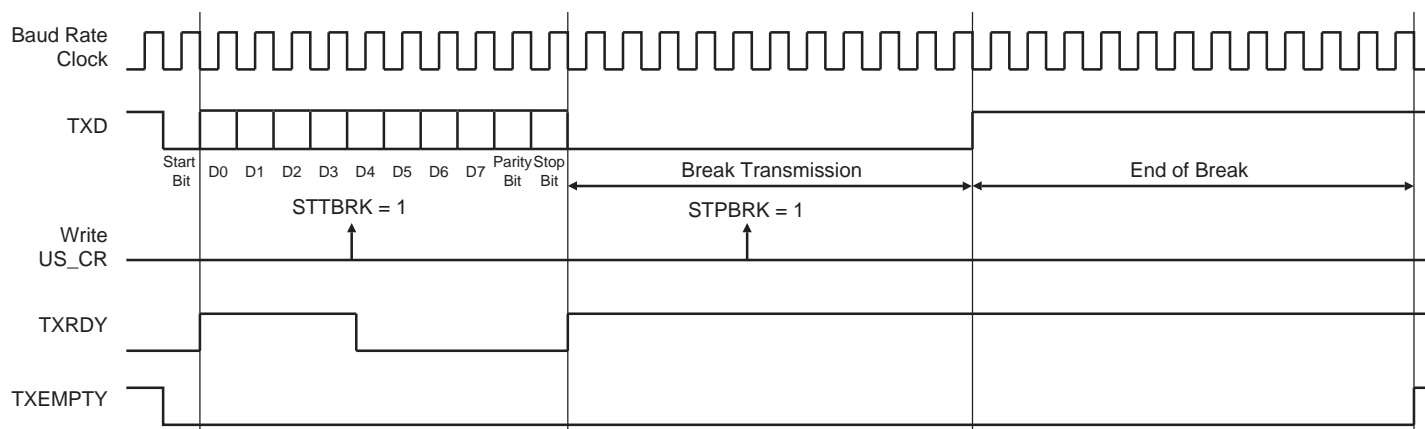 Baud Rate
Clock
TXD
Start
Bit
D0 D1 D2 D3 D4 D5 D6 D7
Parity
Bit
Stop
Bit
Break Transmission
End of Break
STTBRK = 1
STPBRK = 1
Write
US_CR
TXRDY
TXEMPTY